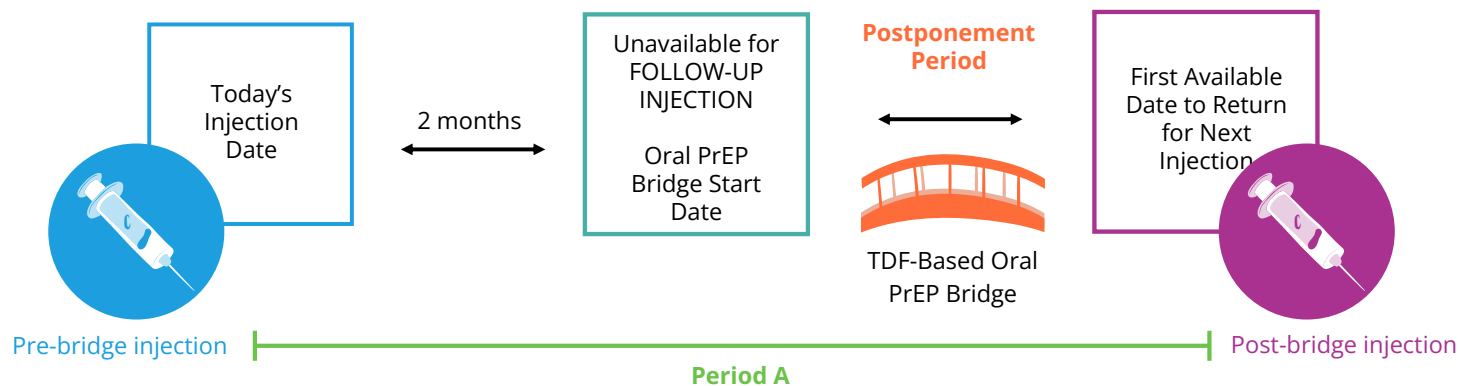 Today's
Injection
Date
2 months
Unavailable for
FOLLOW-UP
INJECTION
Oral PrEP
Bridge Start
Date
Postponement
Period
TDF-Based Oral
PrEP Bridge
First Available
Date to Return
for Next
Injection
Pre-bridge injection
Period A
Post-bridge injection